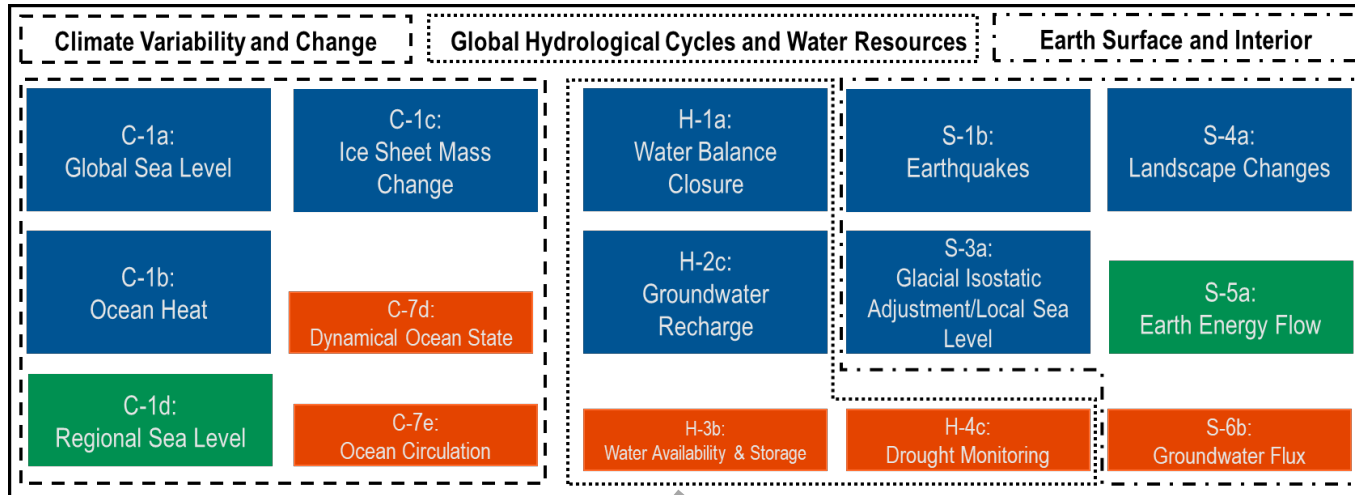 Climate Variability and Change
Global Hydrological Cycles and Water Resources
Earth Surface and Interior
C-1a:
Global Sea Level
C-1c:
Ice Sheet Mass
Change
C-1b:
Ocean Heat
C-7d:
Dynamical Ocean State
C-1d:
Regional Sea Level
C-7e:
Ocean Circulation
H-1a:
Water Balance
Closure
H-2c:
Groundwater
Recharge
H-3b:
Water Availability & Storage
H-4c:
Drought Monitoring
S-1b:
Earthquakes
S-4a:
Landscape Changes
S-3a:
Glacial Isostatic
Adjustment/Local Sea
Level
S-5a:
Earth Energy Flow
S-6b:
Groundwater Flux